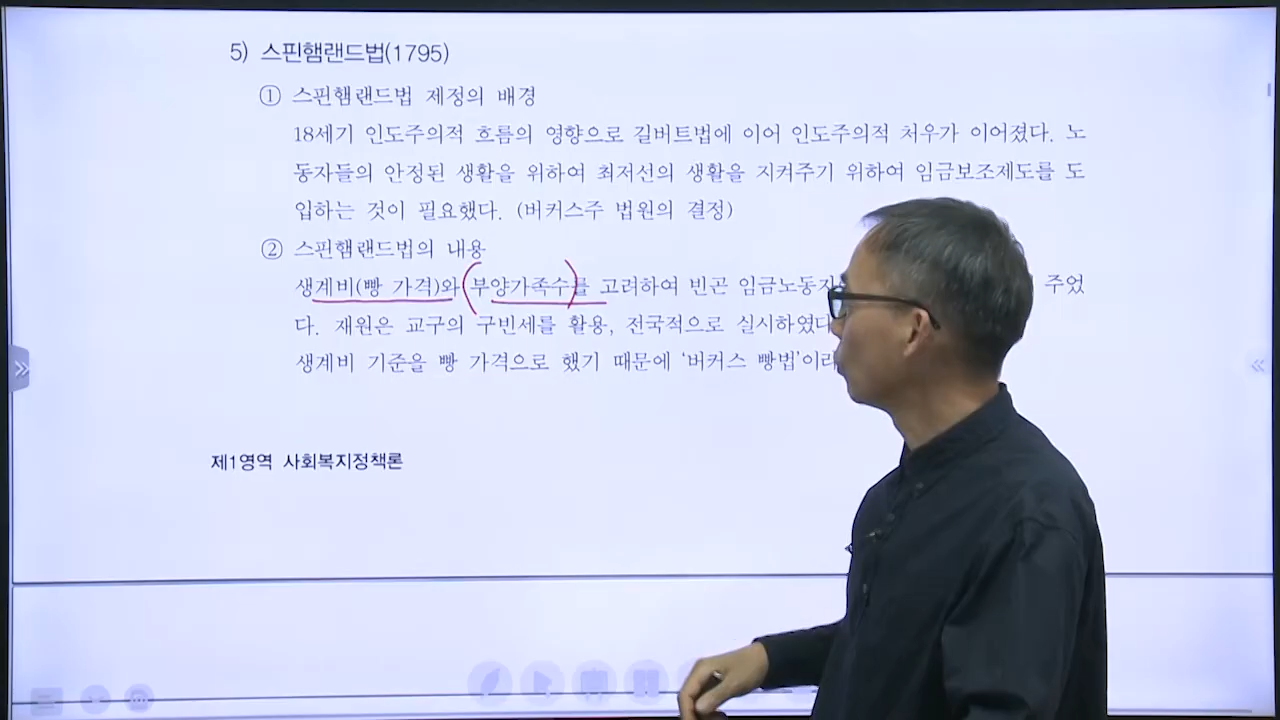 5) 스핀햄랜드법(1795)
① 스핀햄랜드법 제정의 배경
18세기 인도주의적 흐름의 영향으로 길버트법에 이어 인도주의적 처우가 이어졌다. 노
동자들의 안정된 생활을 위하여 최저선의 생활을 지켜주기 위하여 임금보조제도를 도
입하는 것이 필요했다. (버커스주 법원의 결정)
② 스핀햄랜드법의 내용
생계비(빵 가격)와 (부양가족수)를 고려하여 빈곤 임금노동자 주었
다. 재원은 교구의 구빈세를 활용, 전국적으로 실시하였다
생계비 기준을 빵 가격으로 했기 때문에 '버커스 빵법'이라
제1영역 사회복지정책론